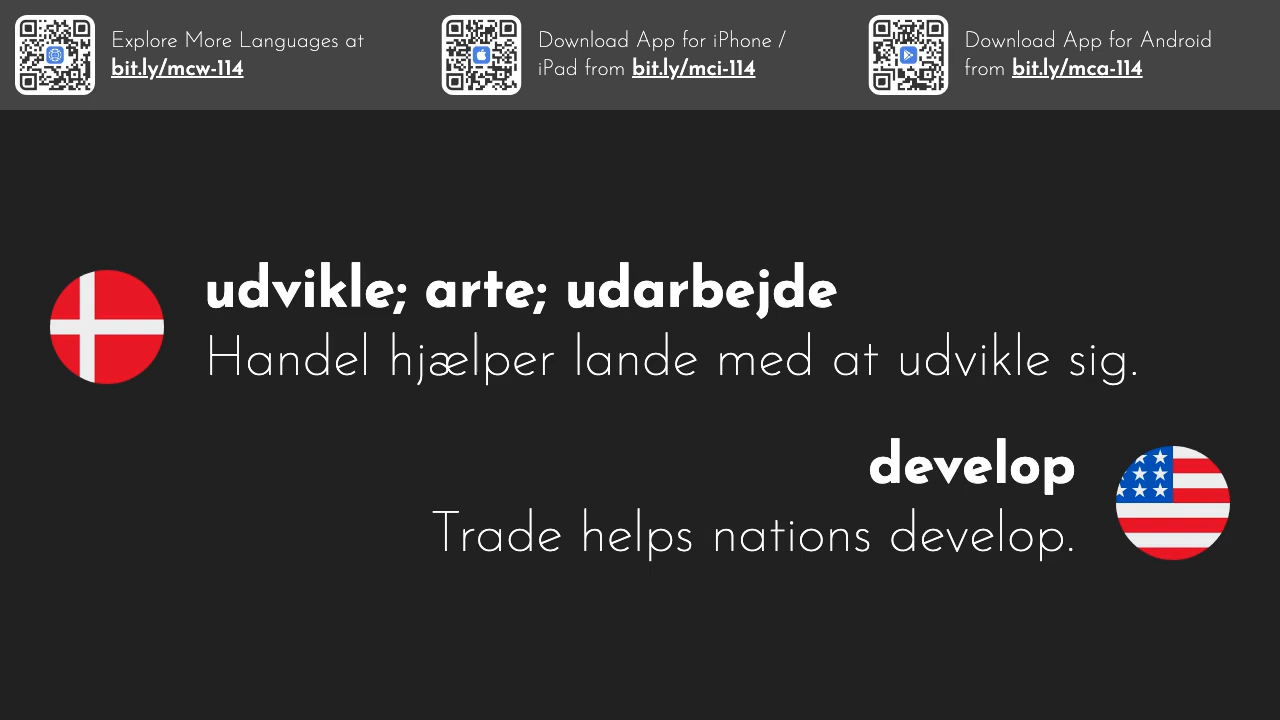 Explore More Languages at
bit.ly/mcw-114
Download App for iPhone /
iPad from bit.ly/mci-114
Download App for Android
from bit.ly/mca-114
udvikle; arte; udarbejde
Handel hjælper lande med at udvikle sig.
develop
Trade helps nations develop.